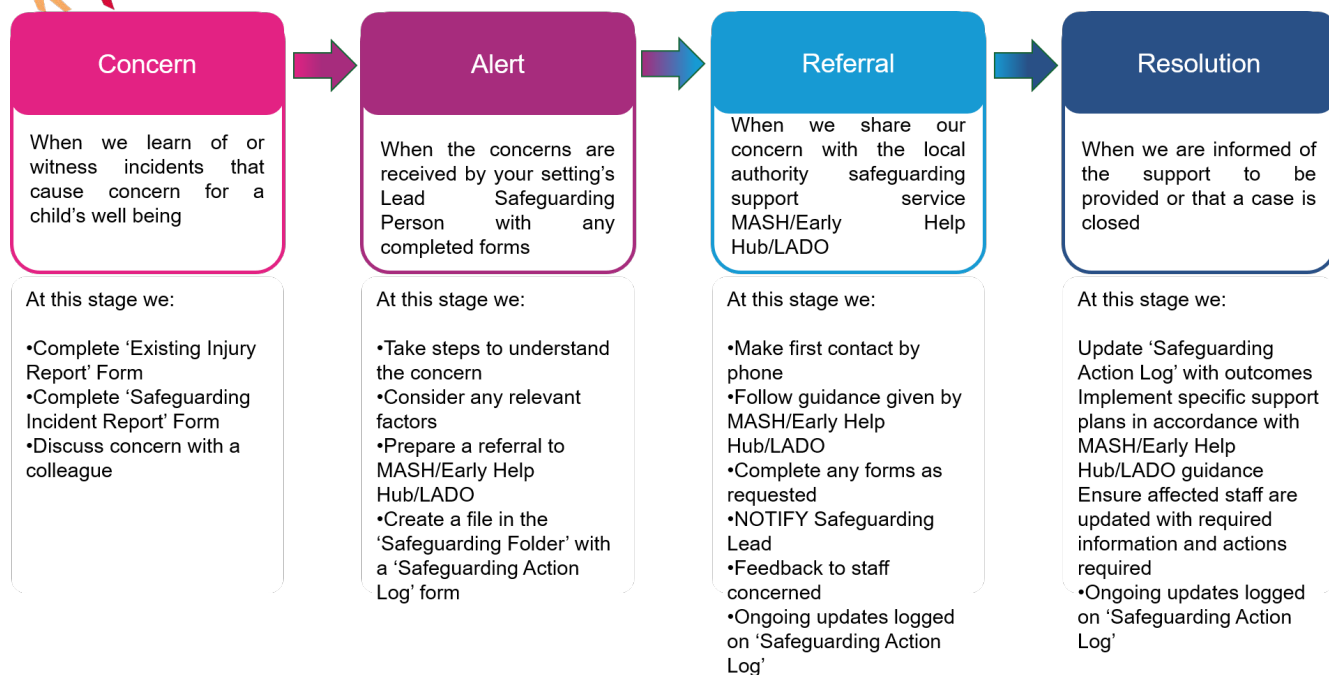 Concern
When we learn of or
witness incidents that
cause concern for a
child's well being
At this stage we:
•Complete ‘Existing Injury
Report’ Form
•Complete ‘Safeguarding
Incident Report’ Form
•Discuss concern with a
colleague
Alert
When the concerns are
received by your setting’s
Lead Safeguarding
Person with any
completed forms
At this stage we:
•Take steps to understand
the concern
•Consider any relevant
factors
•Prepare a referral to
MASH/Early Help
Hub/LADO
•Create a file in the
‘Safeguarding Folder’ with
a ‘Safeguarding Action
Log’ form
Referral
When we share our
concern with the local
authority safeguarding
support service
MASH/Early Help
Hub/LADO
At this stage we:
•Make first contact by
phone
•Follow guidance given by
MASH/Early Help
Hub/LADO
•Complete any forms as
requested
•NOTIFY Safeguarding
Lead
•Feedback to staff
concerned
•Ongoing updates logged
on ‘Safeguarding Action
Log’
Resolution
When we are informed of
the support to be
provided or that a case is
closed
At this stage we:
Update ‘Safeguarding
Action Log’ with outcomes
Implement specific support
plans in accordance with
MASH/Early Help
Hub/LADO guidance
Ensure affected staff are
updated with required
information and actions
required
•Ongoing updates logged
on ‘Safeguarding Action
Log’